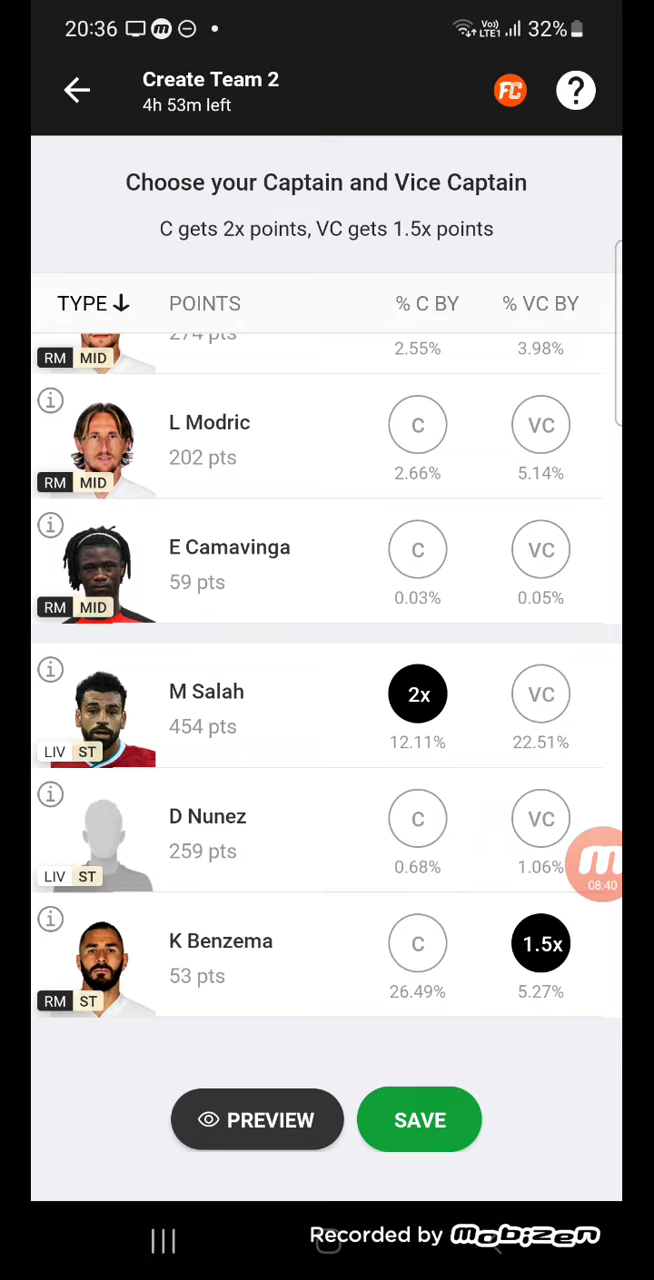 20:36 Vo) LTE1 32%
Create Team 2
4h 53m left
FC ?
Choose your Captain and Vice Captain
C gets 2x points, VC gets 1.5x points
TYPE POINTS % C BY % VC BY
274 pts 2.55% 3.98%
RM MID
L Modric C VC
202 pts 2.66% 5.14%
RM MID
E Camavinga C VC
59 pts 0.03% 0.05%
RM MID
M Salah 2x VC
454 pts 12.11% 22.51%
LIV ST
D Nunez C VC
259 pts 0.68% 1.06%
LIV ST
08:40
K Benzema C 1.5x
53 pts 26.49% 5.27%
RM ST
PREVIEW SAVE
Recorded by mobizen